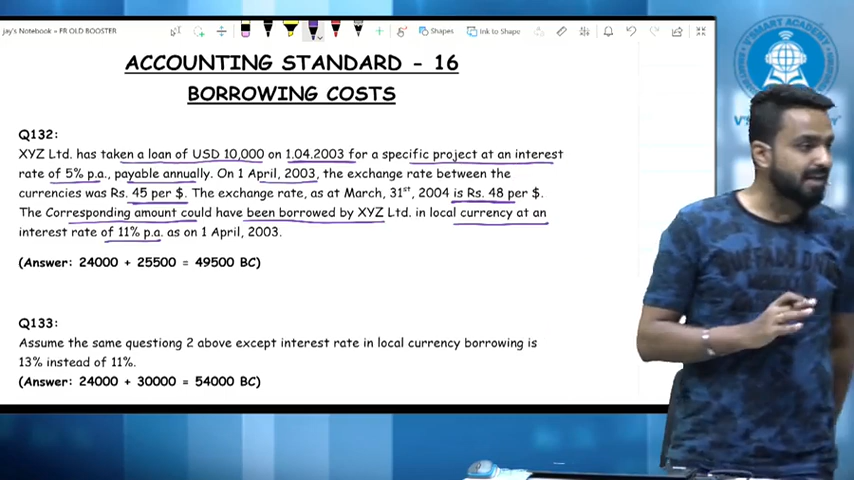 jay's Notebook » FR OLD BOOSTER
Shapes
Ink to Shape
ACCOUNTING STANDARD - 16
BORROWING COSTS
V'SMART ACADEMY
Q132:
XYZ Ltd. has taken a loan of USD 10,000 on 1.04.2003 for a specific project at an interest
rate of 5% p.a., payable annually. On 1 April, 2003, the exchange rate between the
currencies was Rs. 45 per $. The exchange rate, as at March, 31st, 2004 is Rs. 48 per $.
The Corresponding amount could have been borrowed by XYZ Ltd. in local currency at an
interest rate of 11% p.a. as on 1 April, 2003.
(Answer: 24000 + 25500 = 49500 BC)
Q133:
Assume the same questiong 2 above except interest rate in local currency borrowing is
13% instead of 11%.
(Answer: 24000 + 30000 = 54000 BC)